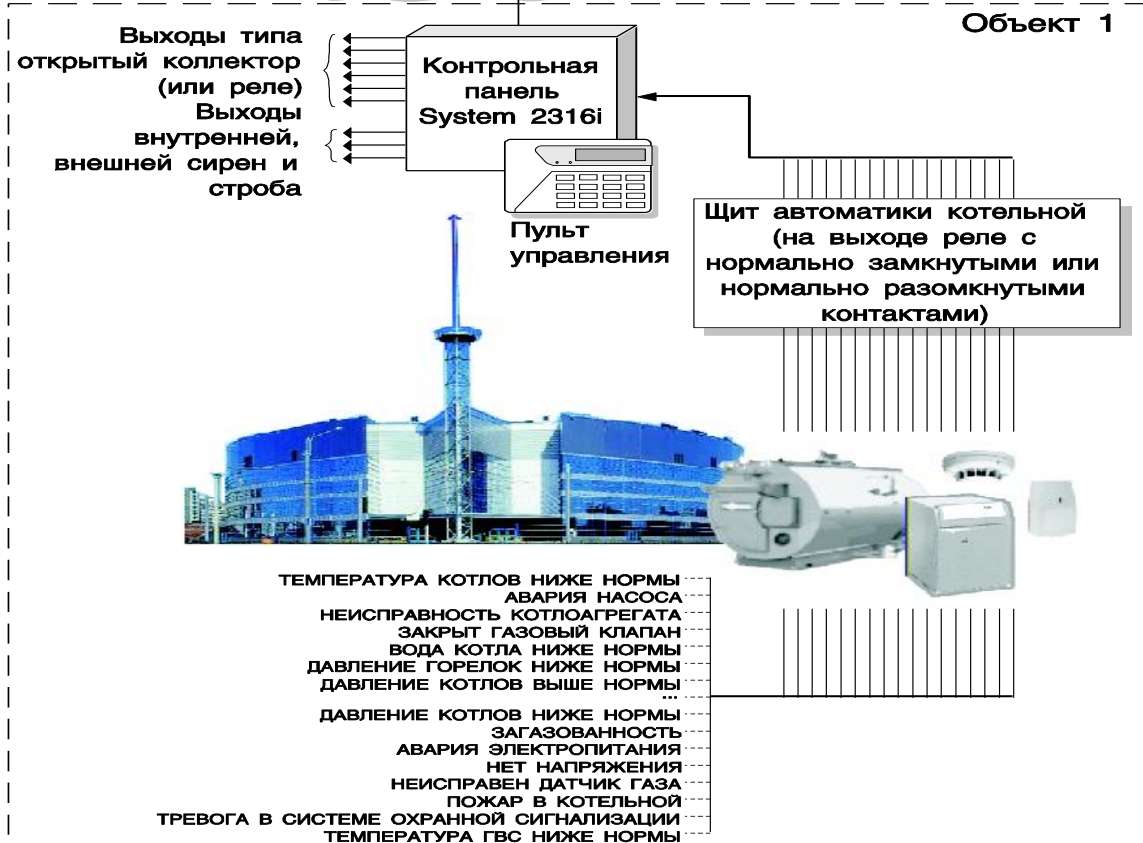 Объект 1
Выходы типа
открытый коллектор
(или реле)
Выходы
внутренней,
внешней сирен и
строба
Контрольная
панель
System 2316i
Пульт
управления
Щит автоматики котельной
(на выходе реле с
нормально замкнутыми или
нормально разомкнутыми
контактами)
ТЕМПЕРАТУРА КОТЛОВ НИЖЕ НОРМЫ
АВАРИЯ НАСОСА
НЕИСПРАВНОСТЬ КОТЛОАГРЕГАТА
ЗАКРЫТ ГАЗОВЫЙ КЛАПАН
ВОДА КОТЛА НИЖЕ НОРМЫ
ДАВЛЕНИЕ ГОРЕЛОК НИЖЕ НОРМЫ
ДАВЛЕНИЕ КОТЛОВ ВЫШЕ НОРМЫ
...
ДАВЛЕНИЕ КОТЛОВ НИЖЕ НОРМЫ
ЗАГАЗОВАННОСТЬ
АВАРИЯ ЭЛЕКТРОПИТАНИЯ
НЕТ НАПРЯЖЕНИЯ
НЕИСПРАВЕН ДАТЧИК ГАЗА
ПОЖАР В КОТЕЛЬНОЙ
ТРЕВОГА В СИСТЕМЕ ОХРАННОЙ СИГНАЛИЗАЦИИ
ТЕМПЕРАТУРА ГВС НИЖЕ НОРМЫ